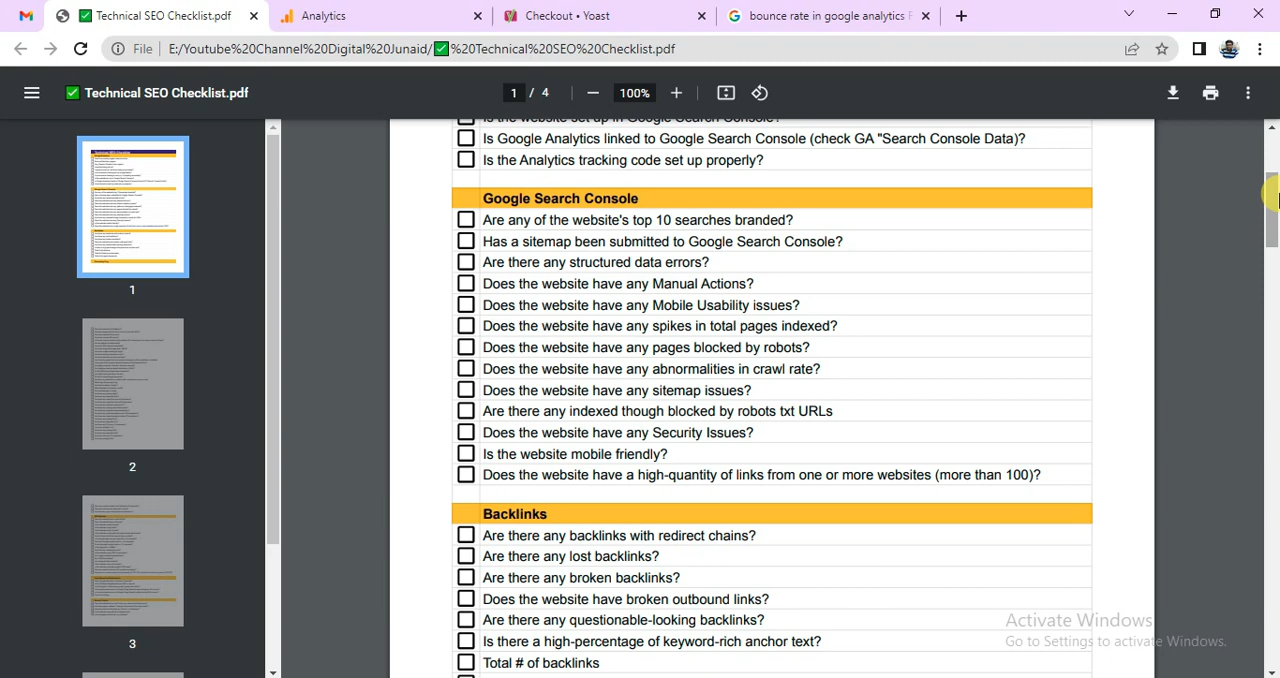 Technical SEO Checklist.pdf
Analytics
Checkout • Yoast
bounce rate in google analytics
File E:/Youtube%20Channel%20Digital%20Junaid/✅%20Technical%20SEO%20Checklist.pdf
Technical SEO Checklist.pdf
1 / 4
100%
Is Google Analytics linked to Google Search Console (check GA "Search Console Data)?
Is the Analytics tracking code set up properly?
Google Search Console
Are any of the website's top 10 searches branded?
Has a sitemap been submitted to Google Search Console?
Are there any structured data errors?
Does the website have any Manual Actions?
Does the website have any Mobile Usability issues?
Does the website have any spikes in total pages indexed?
Does the website have any pages blocked by robots?
Does the website have any abnormalities in crawl rate?
Does the website have any sitemap issues?
Are there any indexed though blocked by robots txt URLs
Does the website have any Security Issues?
Is the website mobile friendly?
Does the website have a high-quantity of links from one or more websites (more than 100)?
Backlinks
Are there any backlinks with redirect chains?
Are there any lost backlinks?
Are there any broken backlinks?
Does the website have broken outbound links?
Are there any questionable-looking backlinks?
Is there a high-percentage of keyword-rich anchor text?
Total # of backlinks
1
2
3
Activate Windows
Go to Settings to activate Windows.